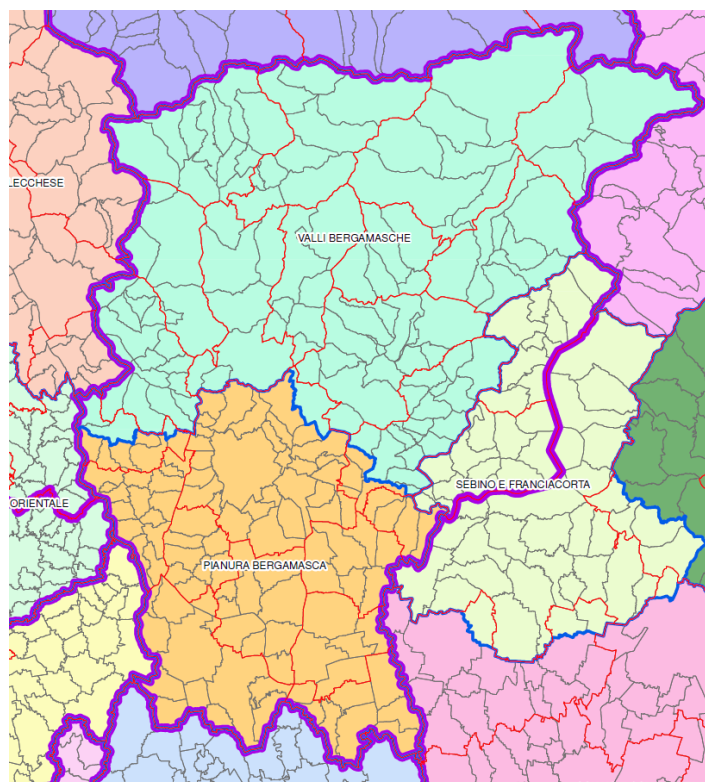 LECCHESE
VALLI BERGAMASCHE
SEBINO E FRANCIACORTA
ORIENTALE
PIANURA BERGAMASCA